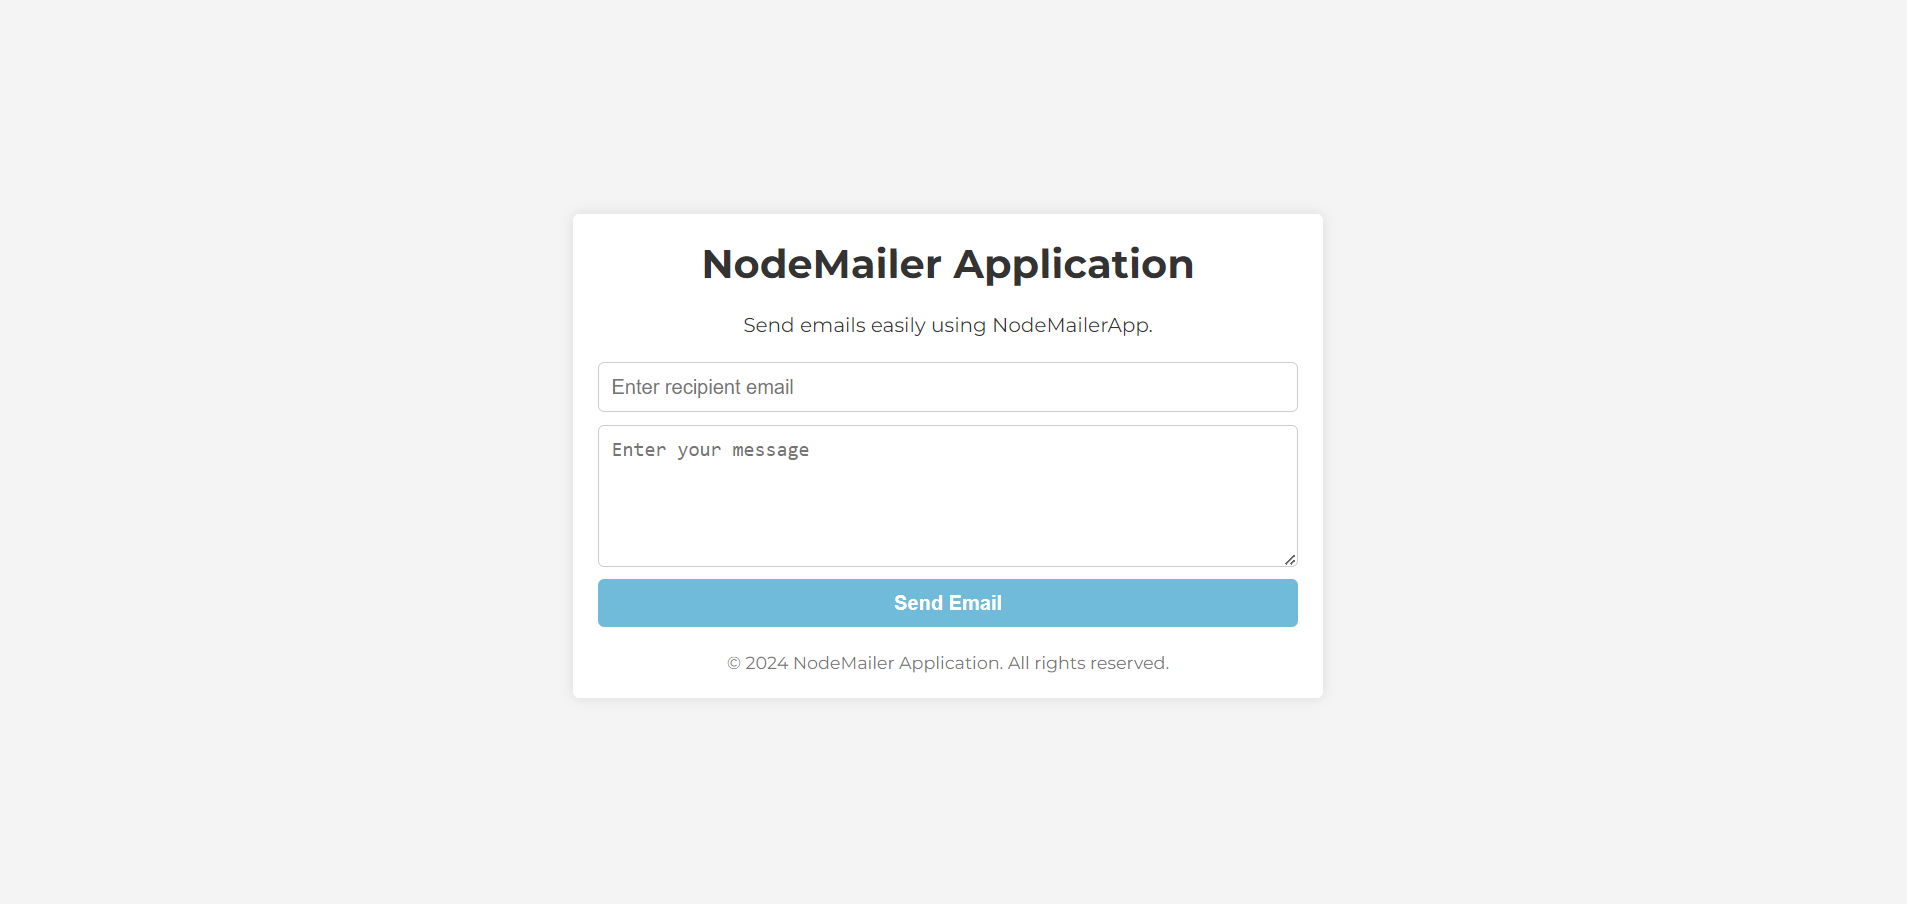 NodeMailer Application
Send emails easily using NodeMailerApp.
Enter recipient email
Enter your message
Send Email
© 2024 NodeMailer Application. All rights reserved.